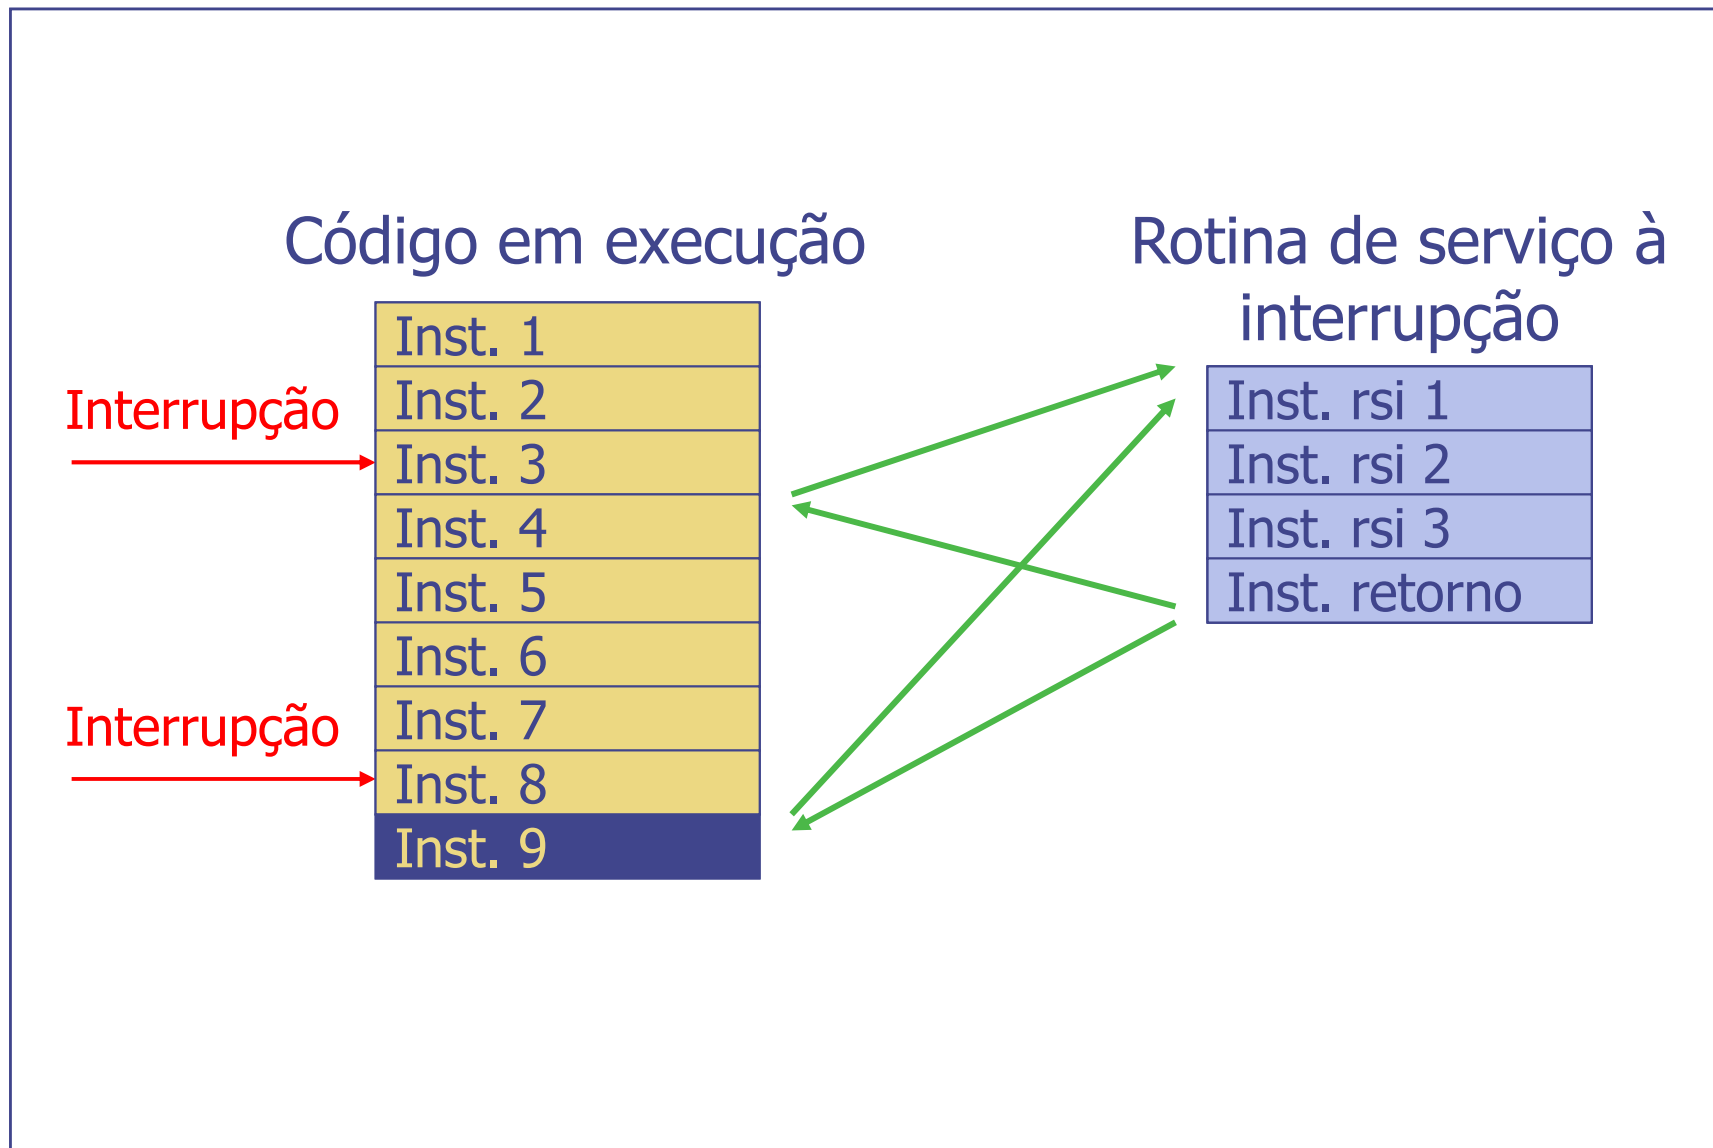 Código em execução
Rotina de serviço à
interrupção
Interrupção
Interrupção
Inst. 1
Inst. 2
Inst. 3
Inst. 4
Inst. 5
Inst. 6
Inst. 7
Inst. 8
Inst. 9
Inst. rsi 1
Inst. rsi 2
Inst. rsi 3
Inst. retorno